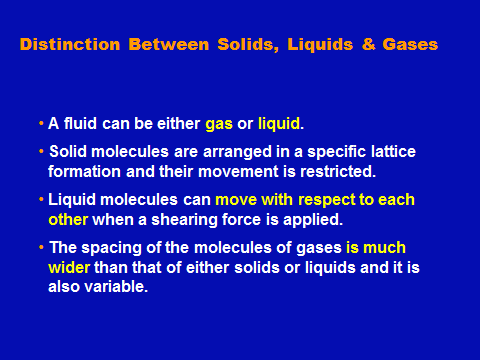 Distinction Between Solids, Liquids & Gases
• A fluid can be either gas or liquid.
• Solid molecules are arranged in a specific lattice
formation and their movement is restricted.
• Liquid molecules can move with respect to each
other when a shearing force is applied.
• The spacing of the molecules of gases is much
wider than that of either solids or liquids and it is
also variable.